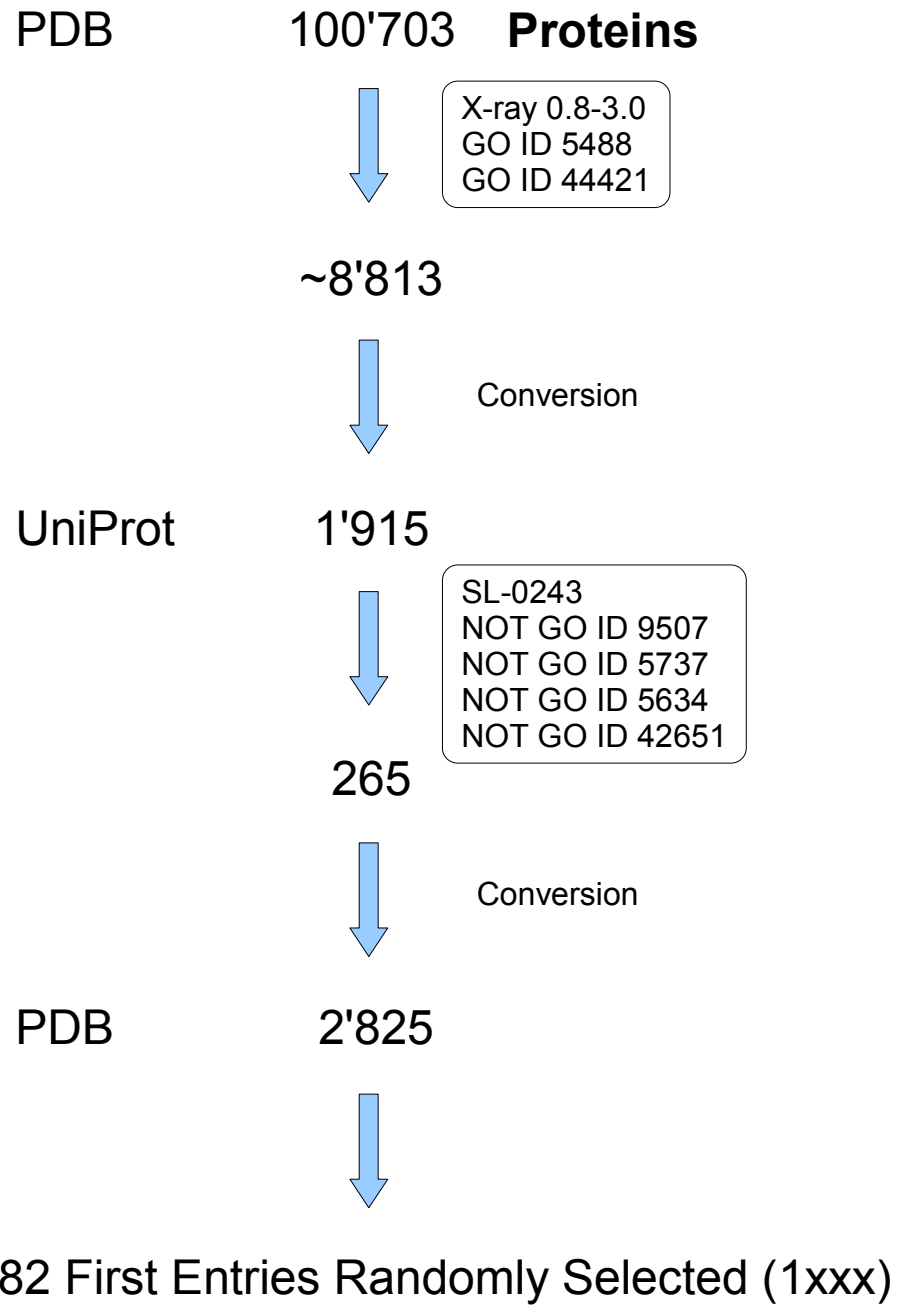 PDB 100'703 Proteins
X-ray 0.8-3.0
GO ID 5488
GO ID 44421
~8'813
Conversion
UniProt 1'915
SL-0243
NOT GO ID 9507
NOT GO ID 5737
NOT GO ID 5634
NOT GO ID 42651
265
Conversion
PDB 2'825
82 First Entries Randomly Selected (1xxx)